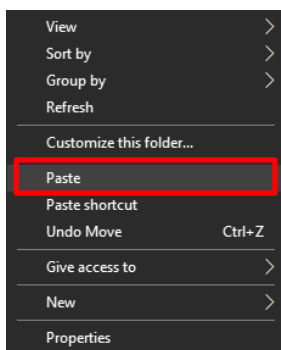 View
Sort by
Group by
Refresh
Customize this folder...
Paste
Paste shortcut
Undo Move Ctrl+Z
Give access to
New
Properties